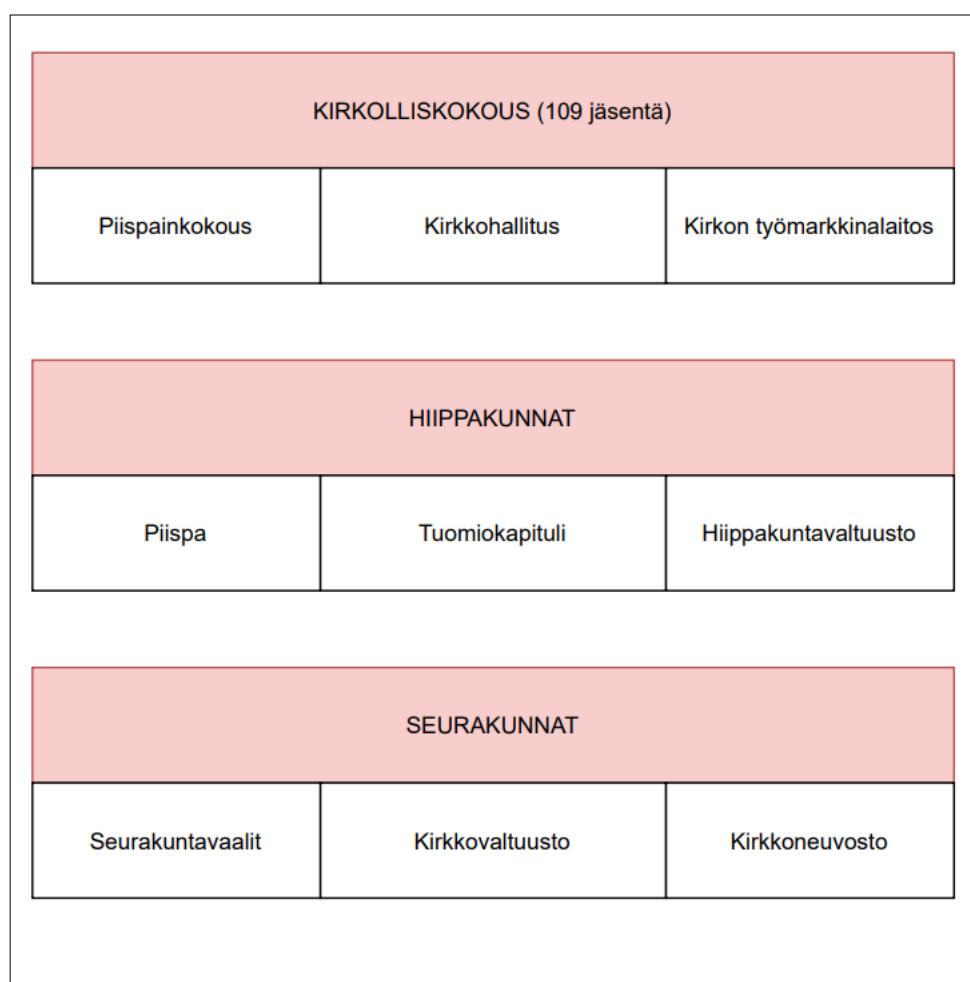 KIRKOLLISKOKOUS (109 jäsentä)
Piispainkokous
Kirkkohallitus
Kirkon työmarkkinalaitos
HIIPPAKUNNAT
Piispa
Tuomiokapituli
Hiippakuntavaltuusto
SEURAKUNNAT
Seurakuntavaalit
Kirkkovaltuusto
Kirkkoneuvosto